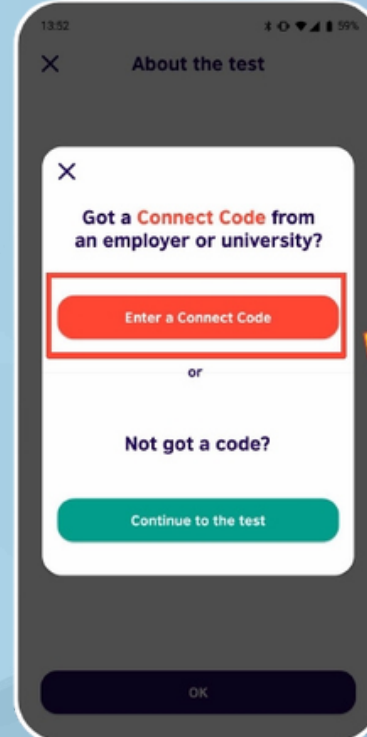 13:52
59%
About the test
Got a Connect Code from
an employer or university?
Enter a Connect Code
or
Not got a code?
Continue to the test
OK